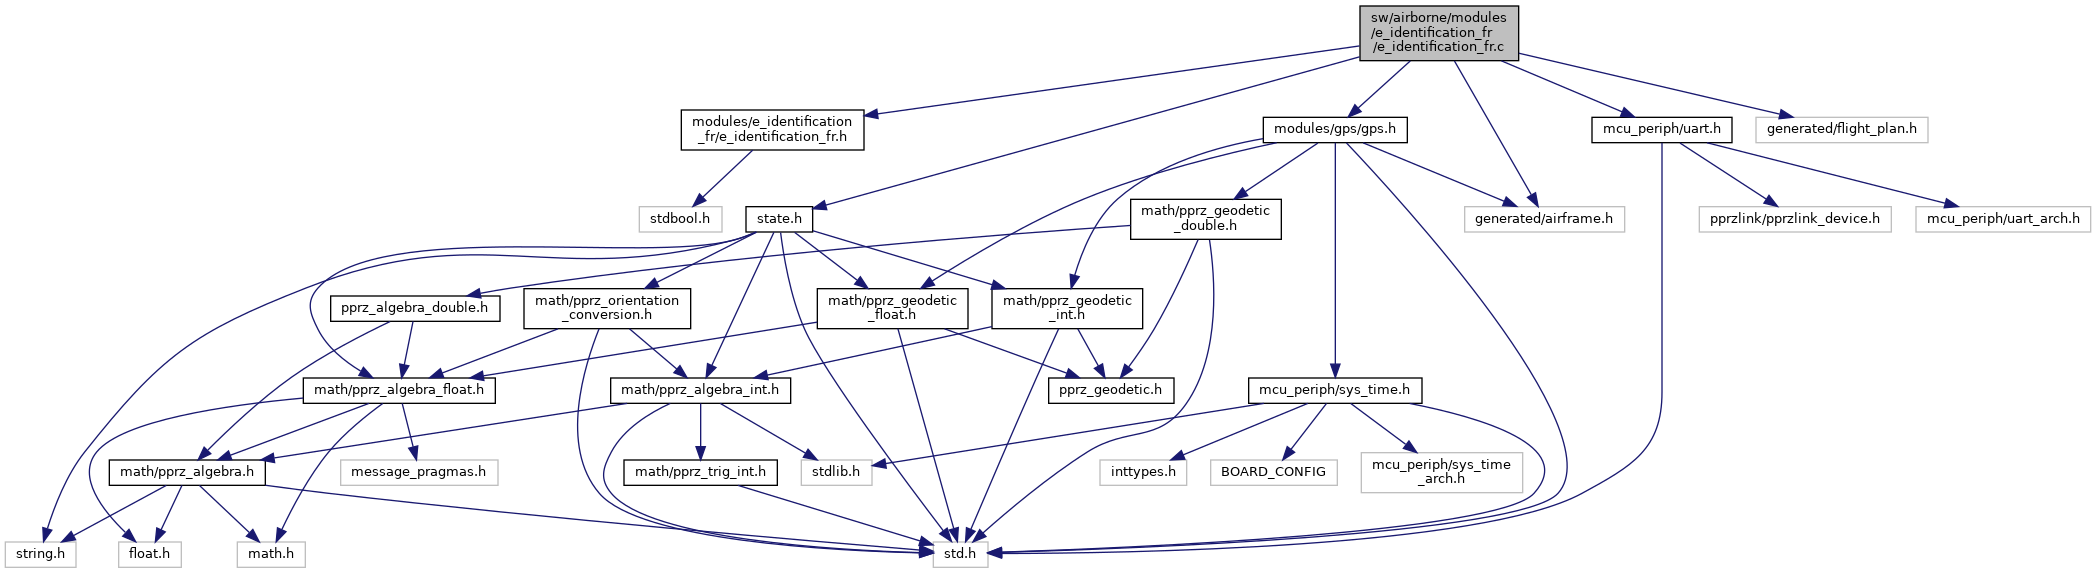 sw/airborne/modules
/e_identification_fr
/e_identification_fr.c
modules/e_identification
_fr/e_identification_fr.h
modules/gps/gps.h
mcu_periph/uart.h
generated/flight_plan.h
stdbool.h
state.h
math/pprz_geodetic
_double.h
generated/airframe.h
pprzlink/pprzlink_device.h
mcu_periph/uart_arch.h
pprz_algebra_double.h
math/pprz_orientation
_conversion.h
math/pprz_geodetic
_float.h
math/pprz_geodetic
_int.h
math/pprz_algebra_float.h
math/pprz_algebra_int.h
pprz_geodetic.h
mcu_periph/sys_time.h
math/pprz_algebra.h
message_pragmas.h
math/pprz_trig_int.h
stdlib.h
inttypes.h
BOARD_CONFIG
mcu_periph/sys_time
_arch.h
string.h
float.h
math.h
std.h